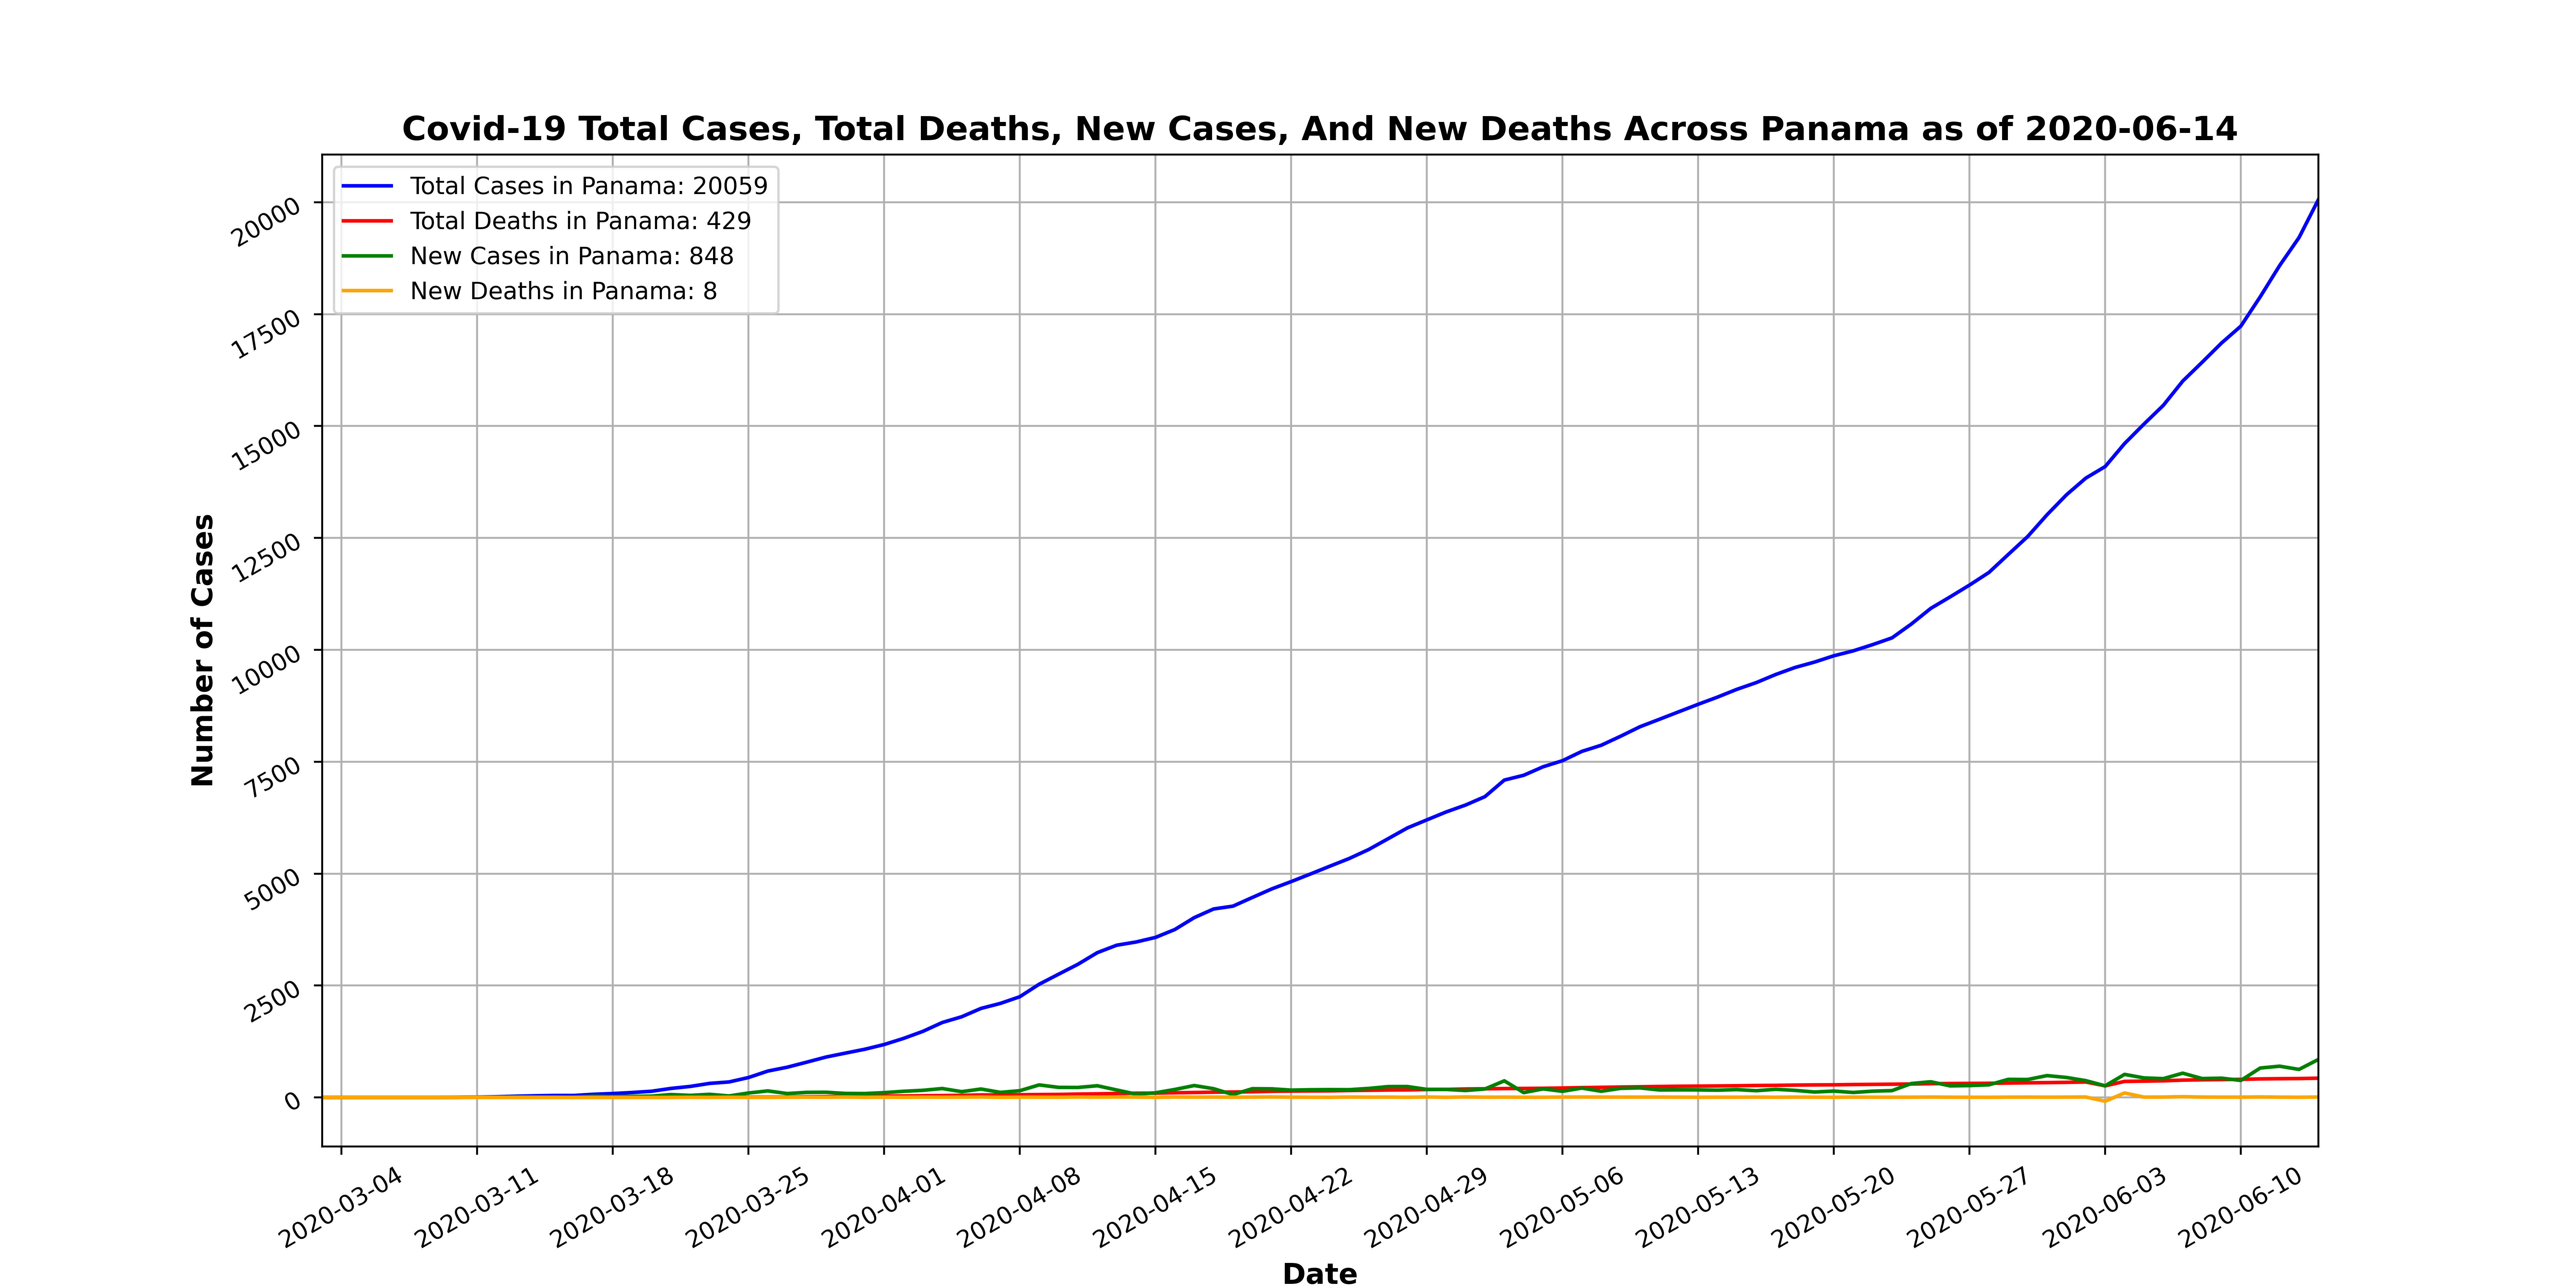 Covid-19 Total Cases, Total Deaths, New Cases, And New Deaths Across Panama as of 2020-06-14
Total Cases in Panama: 20059
Total Deaths in Panama: 429
New Cases in Panama: 848
New Deaths in Panama: 8
Number of Cases
20000
17500
15000
12500
10000
7500
5000
2500
0
2020-03-04 2020-03-11 2020-03-18 2020-03-25 2020-04-01 2020-04-08 2020-04-15 2020-04-22 2020-04-29 2020-05-06 2020-05-13 2020-05-20 2020-05-27 2020-06-03 2020-06-10
Date